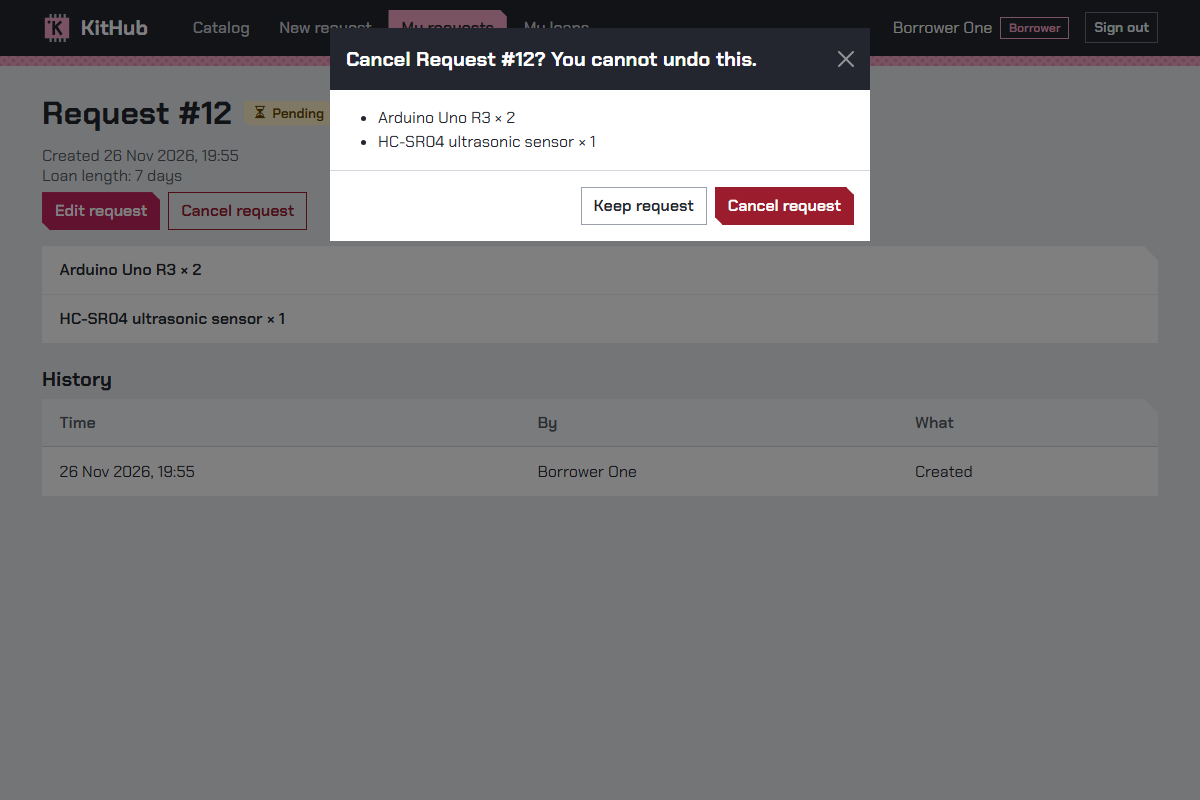 KitHub
Catalog
New request
My requests
My loans
Borrower One
Borrower
Sign out
Cancel Request #12? You cannot undo this.
Arduino Uno R3 × 2
HC-SR04 ultrasonic sensor × 1
Keep request
Cancel request
Request #12
Pending
Created 26 Nov 2026, 19:55
Loan length: 7 days
Edit request
Cancel request
Arduino Uno R3 × 2
HC-SR04 ultrasonic sensor × 1
History
Time By What
26 Nov 2026, 19:55 Borrower One Created